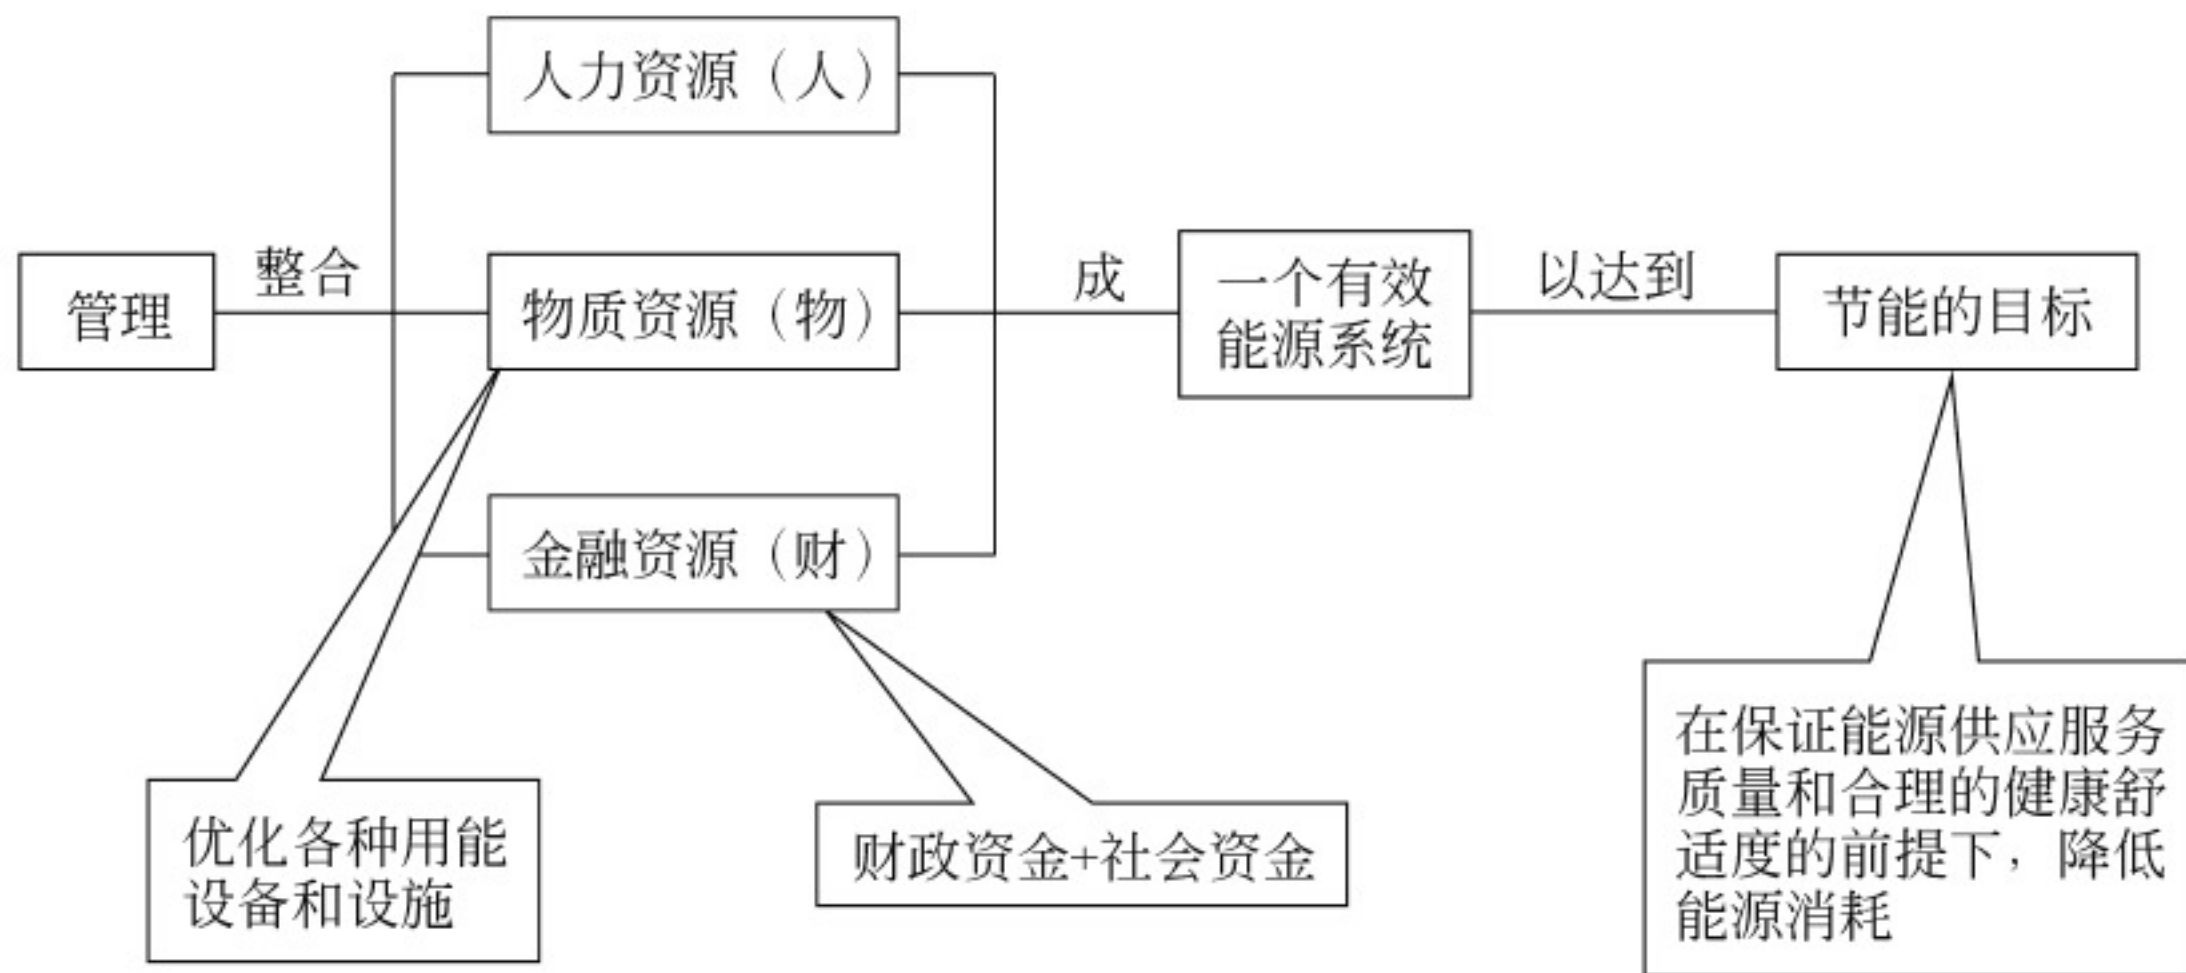 人力资源（人）
管理
整合
物质资源（物）
成
一个有效
能源系统
以达到
节能的目标
金融资源（财）
优化各种用能
设备和设施
财政资金+社会资金
在保证能源供应服务
质量和合理的健康舒
适度的前提下，降低
能源消耗